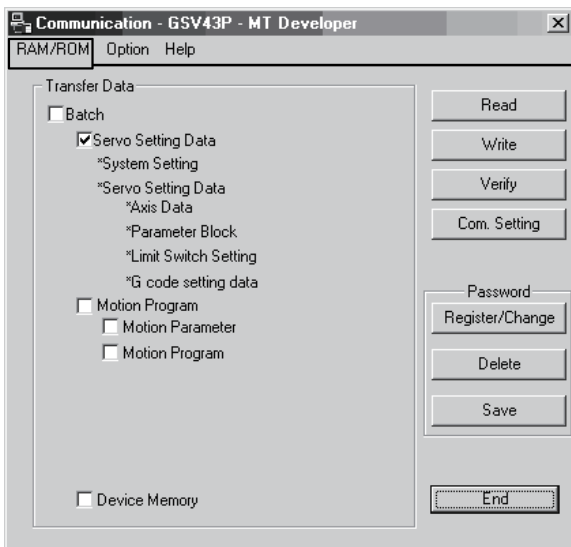 Communication - GSV43P - MT Developer
RAM/ROM Option Help
Transfer Data
Batch
Servo Setting Data
*System Setting
*Servo Setting Data
*Axis Data
*Parameter Block
*Limit Switch Setting
*G code setting data
Motion Program
Motion Parameter
Motion Program
Device Memory
Read
Write
Verify
Com. Setting
Password
Register/Change
Delete
Save
End